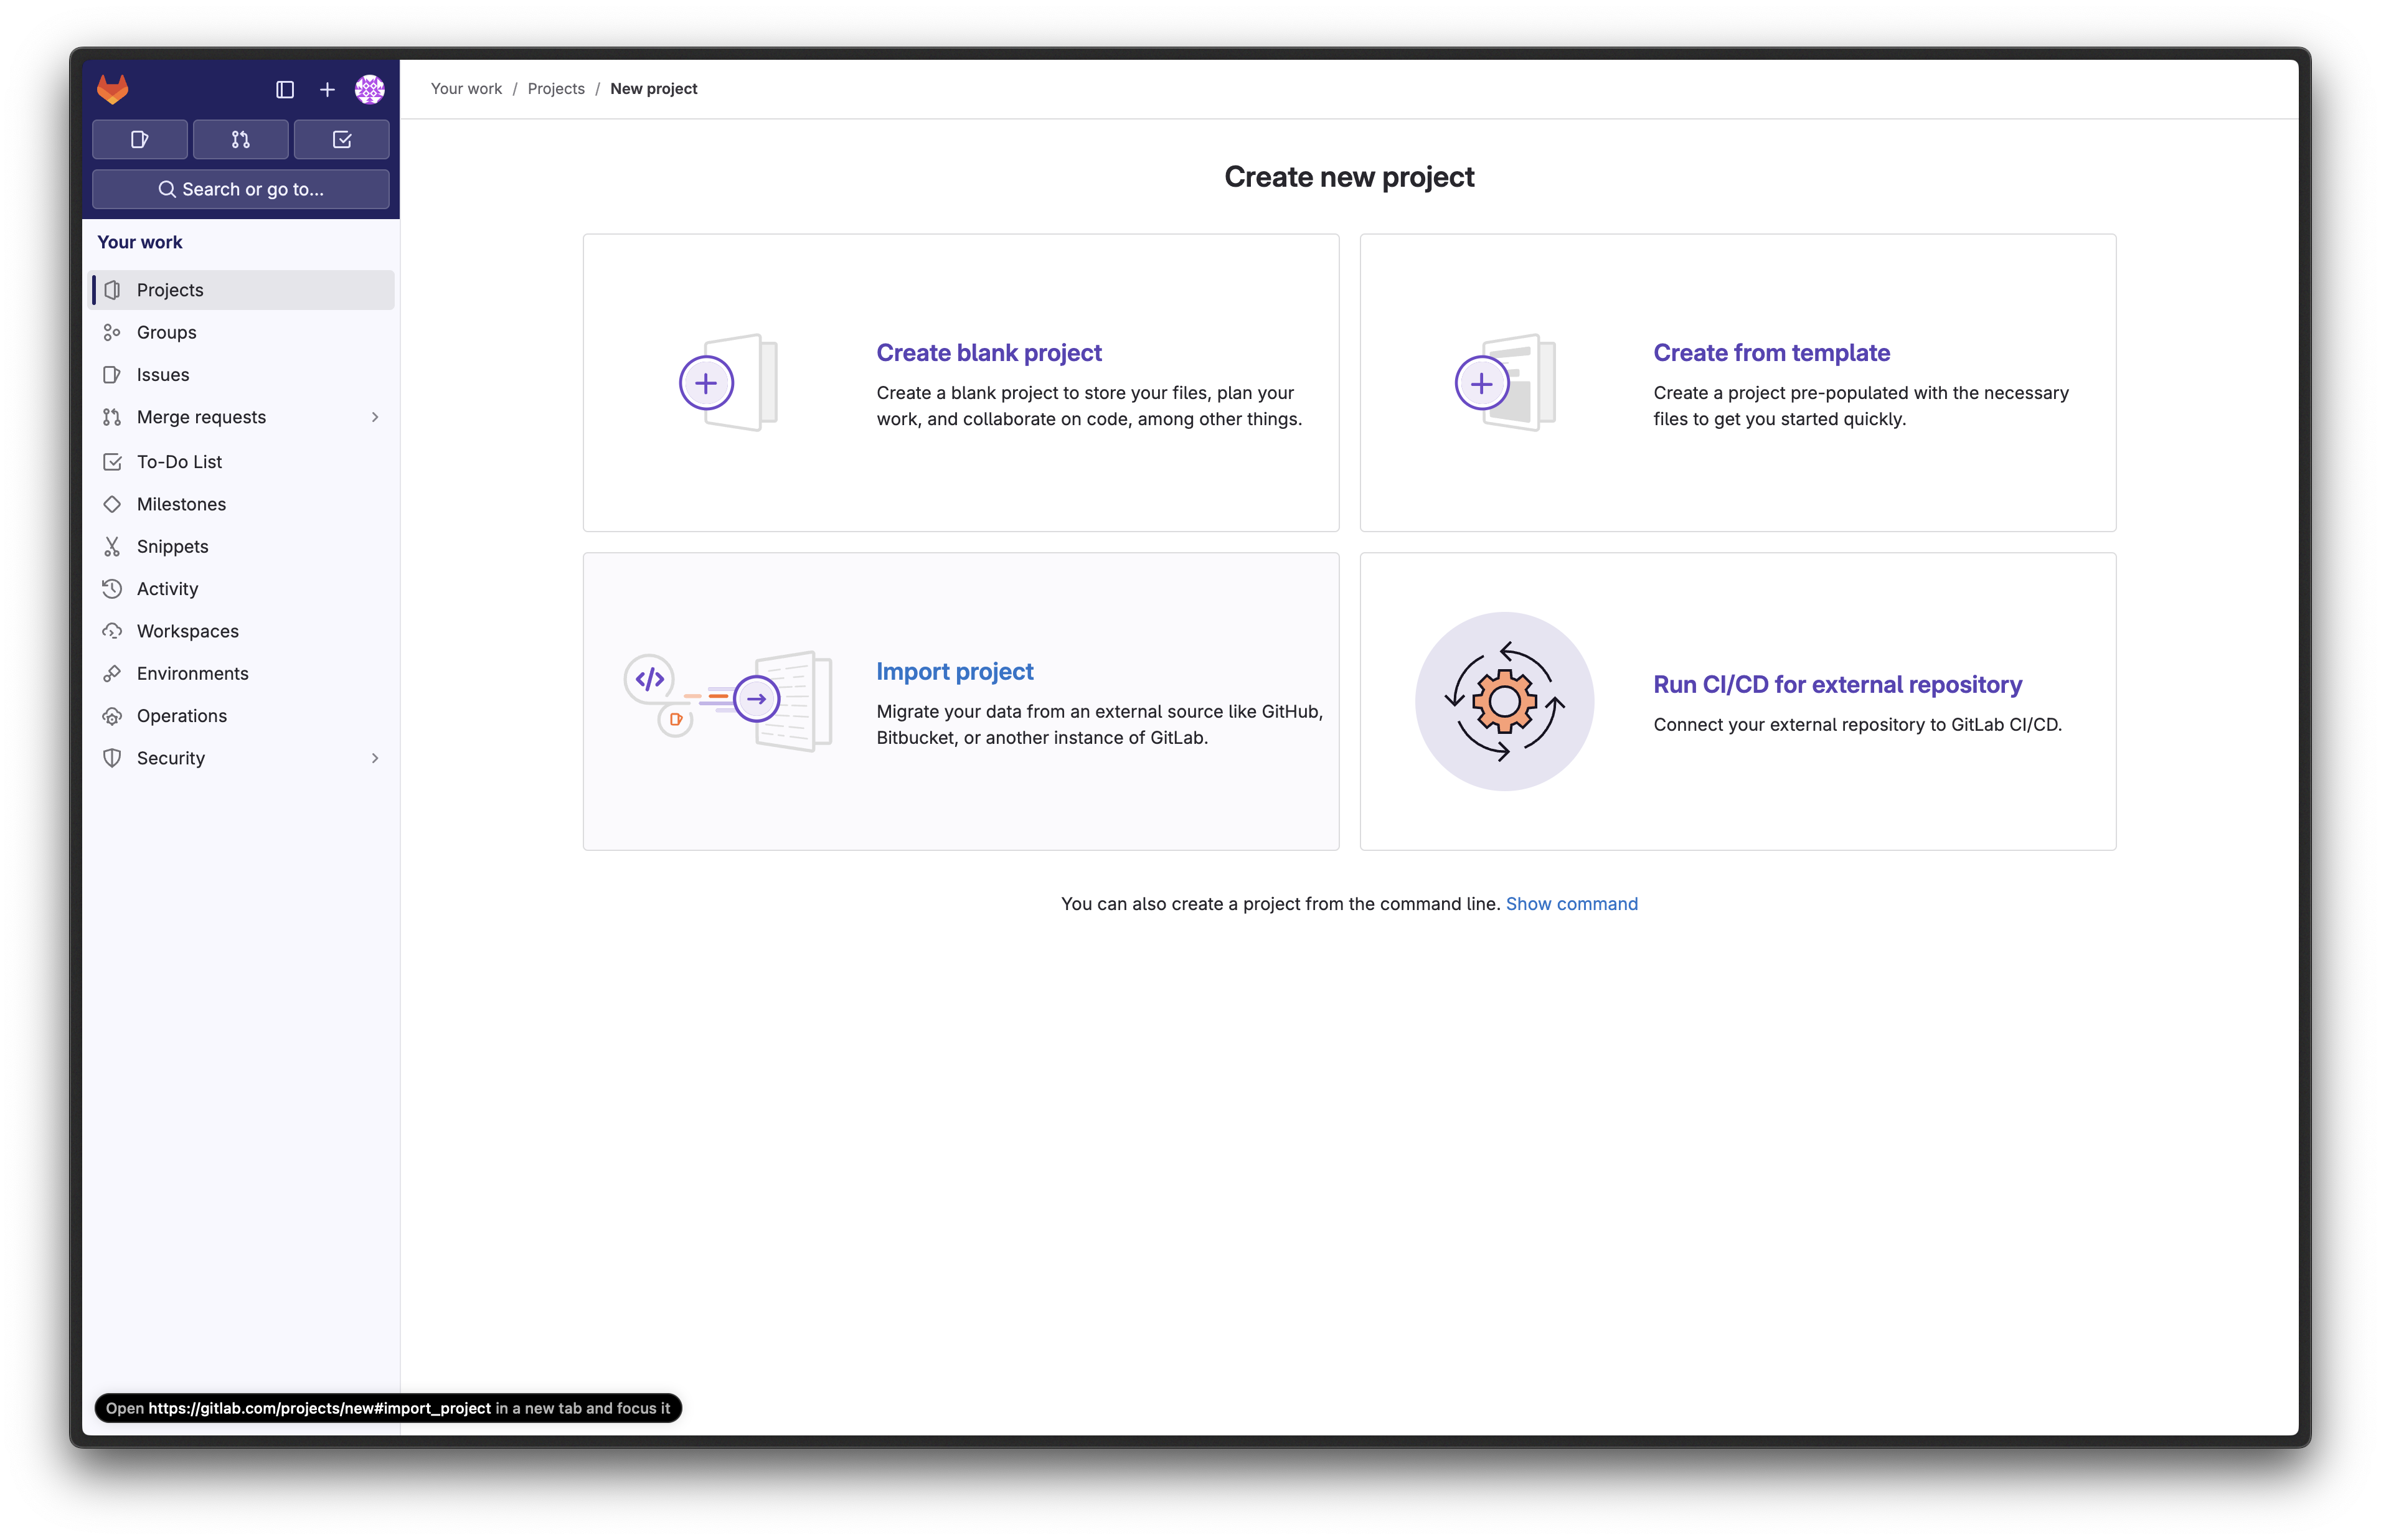 Your work / Projects / New project
Search or go to...
Your work
Projects
Groups
Issues
Merge requests
To-Do List
Milestones
Snippets
Activity
Workspaces
Environments
Operations
Security
Create new project
Create blank project
Create a blank project to store your files, plan your
work, and collaborate on code, among other things.
Create from template
Create a project pre-populated with the necessary
files to get you started quickly.
Import project
Migrate your data from an external source like GitHub,
Bitbucket, or another instance of GitLab.
Run CI/CD for external repository
Connect your external repository to GitLab CI/CD.
You can also create a project from the command line. Show command
Open https://gitlab.com/projects/new#import_project in a new tab and focus it